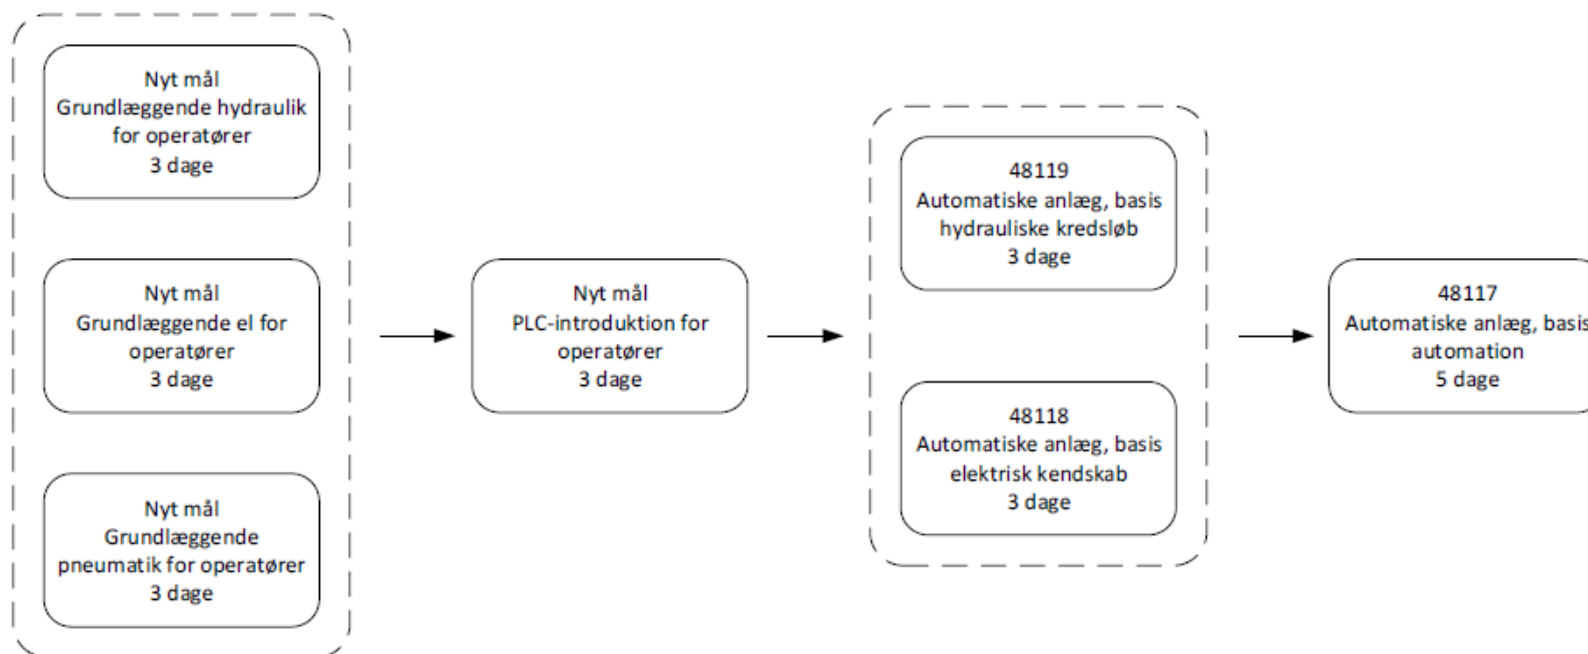 Nyt mål
Grundlæggende hydraulik
for operatører
3 dage
Nyt mål
Grundlæggende el for
operatører
3 dage
Nyt mål
Grundlæggende
pneumatik for operatører
3 dage
Nyt mål
PLC-introduktion for
operatører
3 dage
48119
Automatiske anlæg, basis
hydrauliske kredsløb
3 dage
48118
Automatiske anlæg, basis
elektrisk kendskab
3 dage
48117
Automatiske anlæg, basis
automation
5 dage